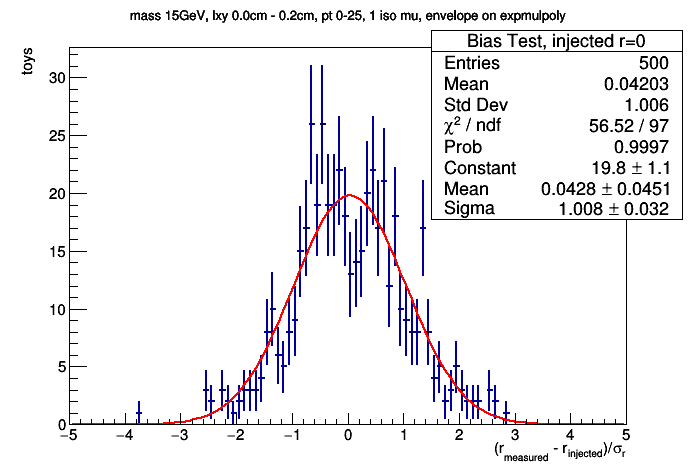 mass 15GeV, lxy 0.0cm - 0.2cm, pt 0-25, 1 iso mu, envelope on expmulpoly
Bias Test, injected r=0
Entries 500
Mean 0.04203
Std Dev 1.006
χ² / ndf 56.52 / 97
Prob 0.9997
Constant 19.8 ± 1.1
Mean 0.0428 ± 0.0451
Sigma 1.008 ± 0.032
toys
30
25
20
15
10
5
0
−5 −4 −3 −2 −1 0 1 2 3 4 5
(r_measured - r_injected)/σ_r